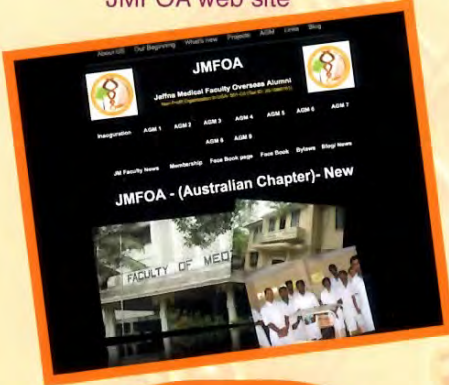 JMFOA web site
About US Our Beginning What's new Projects AGM Links Blog
JMFOA
Jaffna Medical Faculty Overseas Alumni
Inauguration AGM 1 AGM 2 AGM 3 AGM 4 AGM 5 AGM 6 AGM 7
AGM 8 AGM 9
JM Faculty News Membership Face Book page Face Book Bylaws Blogi News
JMFOA - (Australian Chapter)- New
FACULTY OF MED